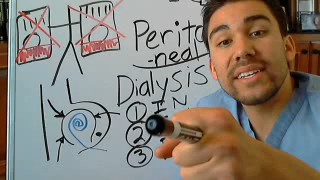 Perito
-neal
Dialysis
① IN
②
③